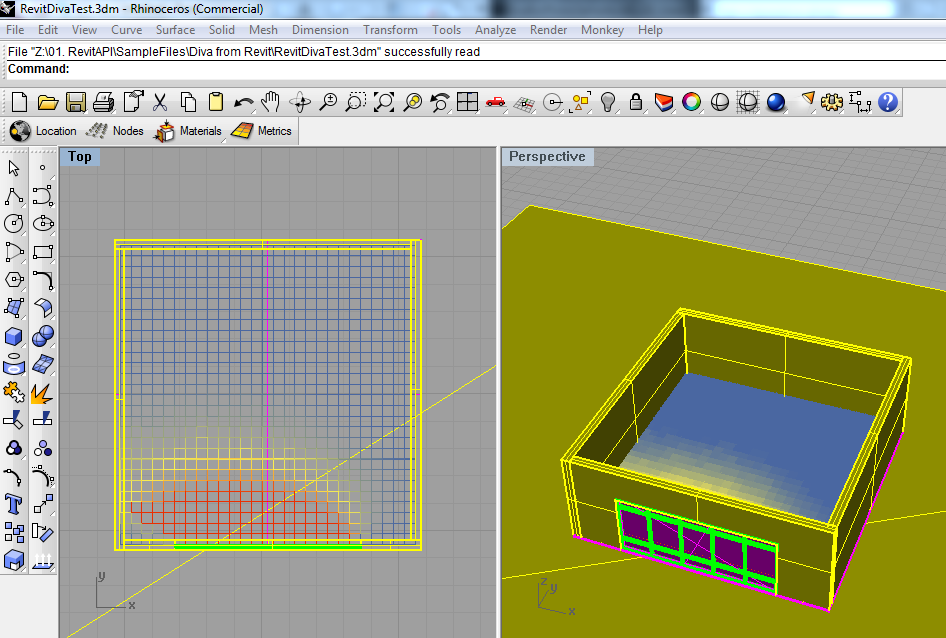 RevitDivaTest.3dm - Rhinoceros (Commercial)
File Edit View Curve Surface Solid Mesh Dimension Transform Tools Analyze Render Monkey Help
File "Z:\01. RevitAPI\SampleFiles\Diva from Revit\RevitDivaTest.3dm" successfully read
Command:
Location Nodes Materials Metrics
Top Perspective
y
x
z
y
x